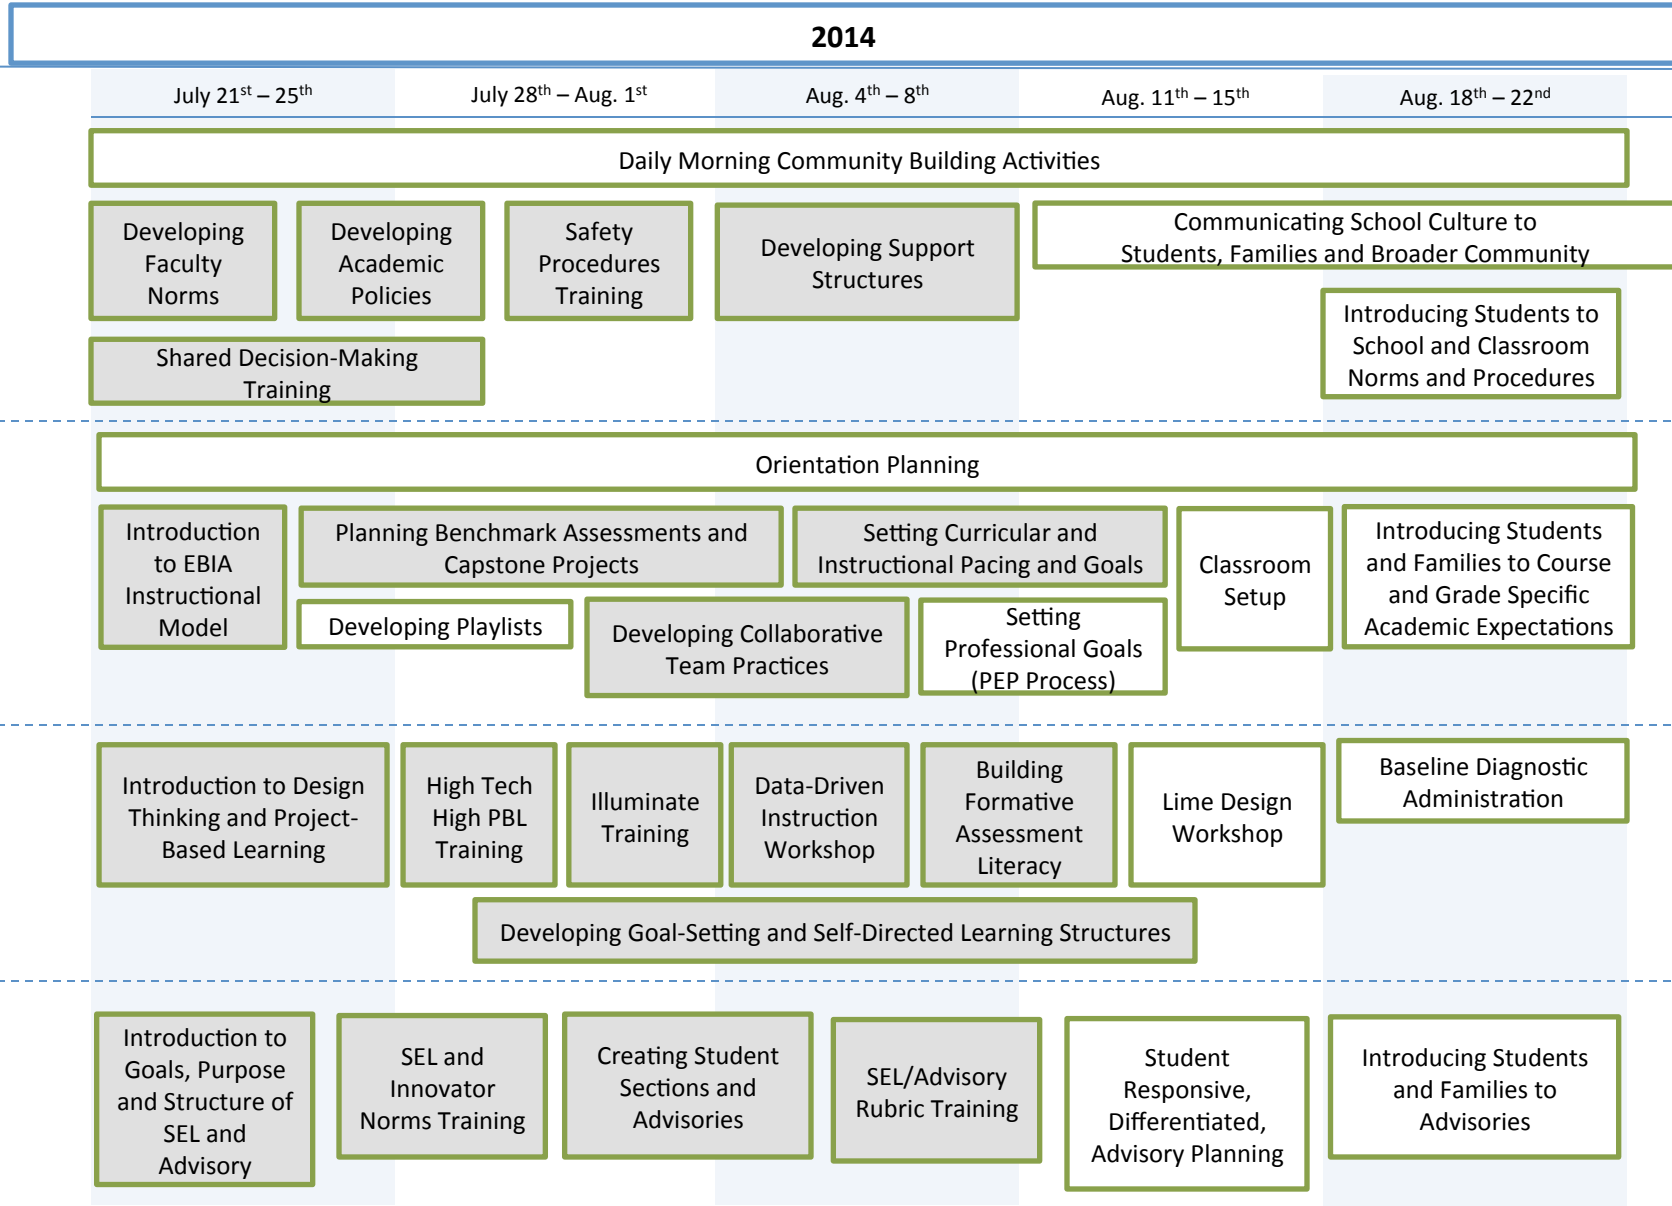 2014
July 21st – 25th
July 28th – Aug. 1st
Aug. 4th – 8th
Aug. 11th – 15th
Aug. 18th – 22nd
Daily Morning Community Building Activities
Developing
Faculty
Norms
Developing
Academic
Policies
Safety
Procedures
Training
Developing Support
Structures
Communicating School Culture to
Students, Families and Broader Community
Shared Decision-Making
Training
Introducing Students to
School and Classroom
Norms and Procedures
Orientation Planning
Introduction
to EBIA
Instructional
Model
Planning Benchmark Assessments and
Capstone Projects
Setting Curricular and
Instructional Pacing and Goals
Classroom
Setup
Introducing Students
and Families to Course
and Grade Specific
Academic Expectations
Developing Playlists
Developing Collaborative
Team Practices
Setting
Professional Goals
(PEP Process)
Introduction to Design
Thinking and Project-
Based Learning
High Tech
High PBL
Training
Illuminate
Training
Data-Driven
Instruction
Workshop
Building
Formative
Assessment
Literacy
Lime Design
Workshop
Baseline Diagnostic
Administration
Developing Goal-Setting and Self-Directed Learning Structures
Introduction to
Goals, Purpose
and Structure of
SEL and
Advisory
SEL and
Innovator
Norms Training
Creating Student
Sections and
Advisories
SEL/Advisory
Rubric Training
Student
Responsive,
Differentiated,
Advisory Planning
Introducing Students
and Families to
Advisories